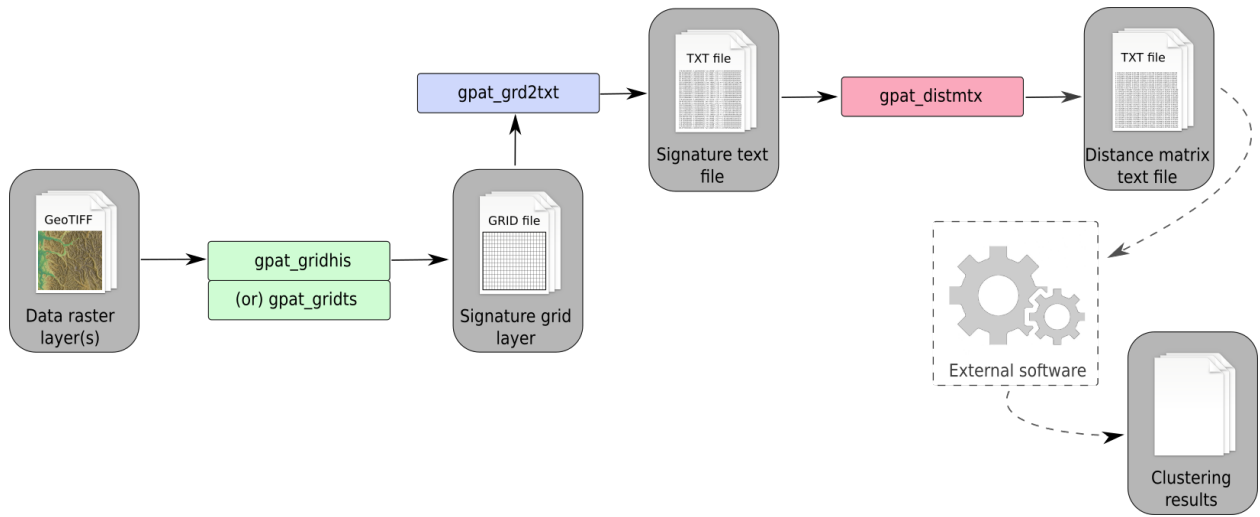 GeoTIFF
Data raster
layer(s)
gpat_gridhis
(or) gpat_gridts
GRID file
Signature grid
layer
gpat_grd2txt
TXT file
Signature text
file
gpat_distmtx
TXT file
Distance matrix
text file
External software
Clustering
results